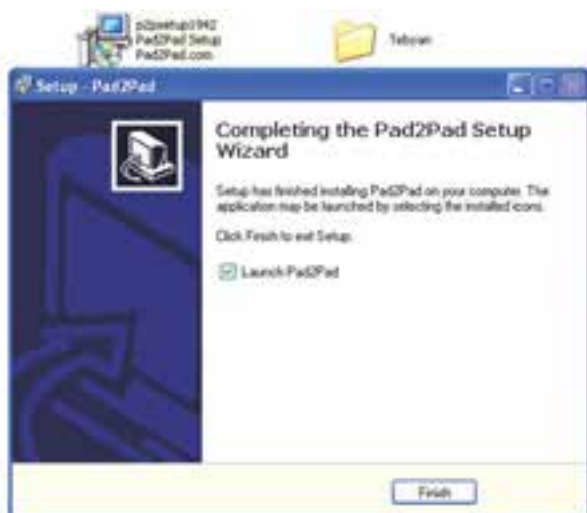 p2psetup1942
Pad2Pad Setup
Pad2Pad.com
Tebyan
Setup - Pad2Pad
Completing the Pad2Pad Setup
Wizard
Setup has finished installing Pad2Pad on your computer. The
application may be launched by selecting the installed icons.
Click Finish to exit Setup.
Launch Pad2Pad
Finish